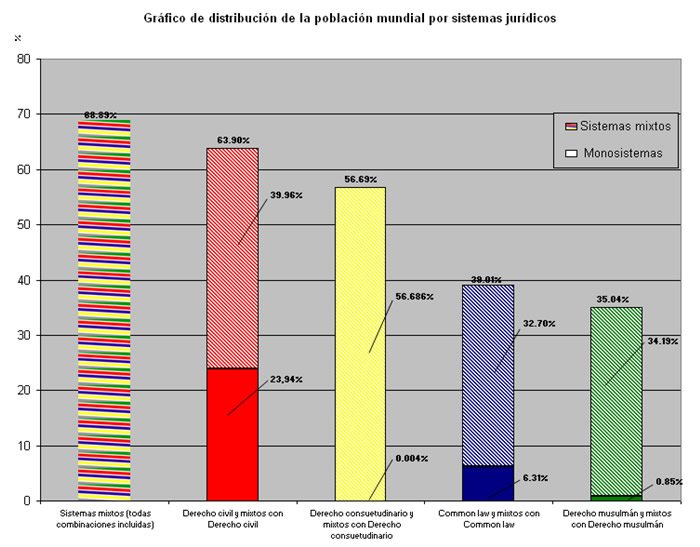 Gráfico de distribución de la población mundial por sistemas jurídicos
%
80
70
60
50
40
30
20
10
0
68.89%
63.90%
39.96%
23.94%
56.69%
56.686%
0.004%
39.01%
32.70%
6.31%
35.04%
34.19%
0.85%
Sistemas mixtos
Monosistemas
Sistemas mixtos (todas
combinaciones incluidas)
Derecho civil y mixtos con
Derecho civil
Derecho consuetudinario y
mixtos con Derecho
consuetudinario
Common law y mixtos con
Common law
Derecho musulmán y mixtos
con Derecho musulmán